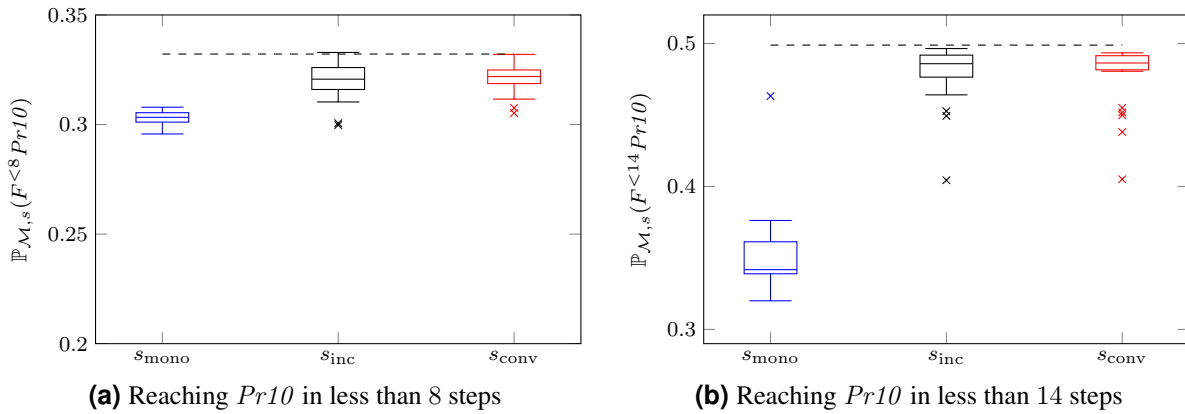 0.35
0.3
0.25
0.2
ℙ_{ℳ,s}(F^{<8} Pr10)
s_mono s_inc s_conv
(a) Reaching Pr10 in less than 8 steps
0.5
0.4
0.3
ℙ_{ℳ,s}(F^{<14} Pr10)
s_mono s_inc s_conv
(b) Reaching Pr10 in less than 14 steps